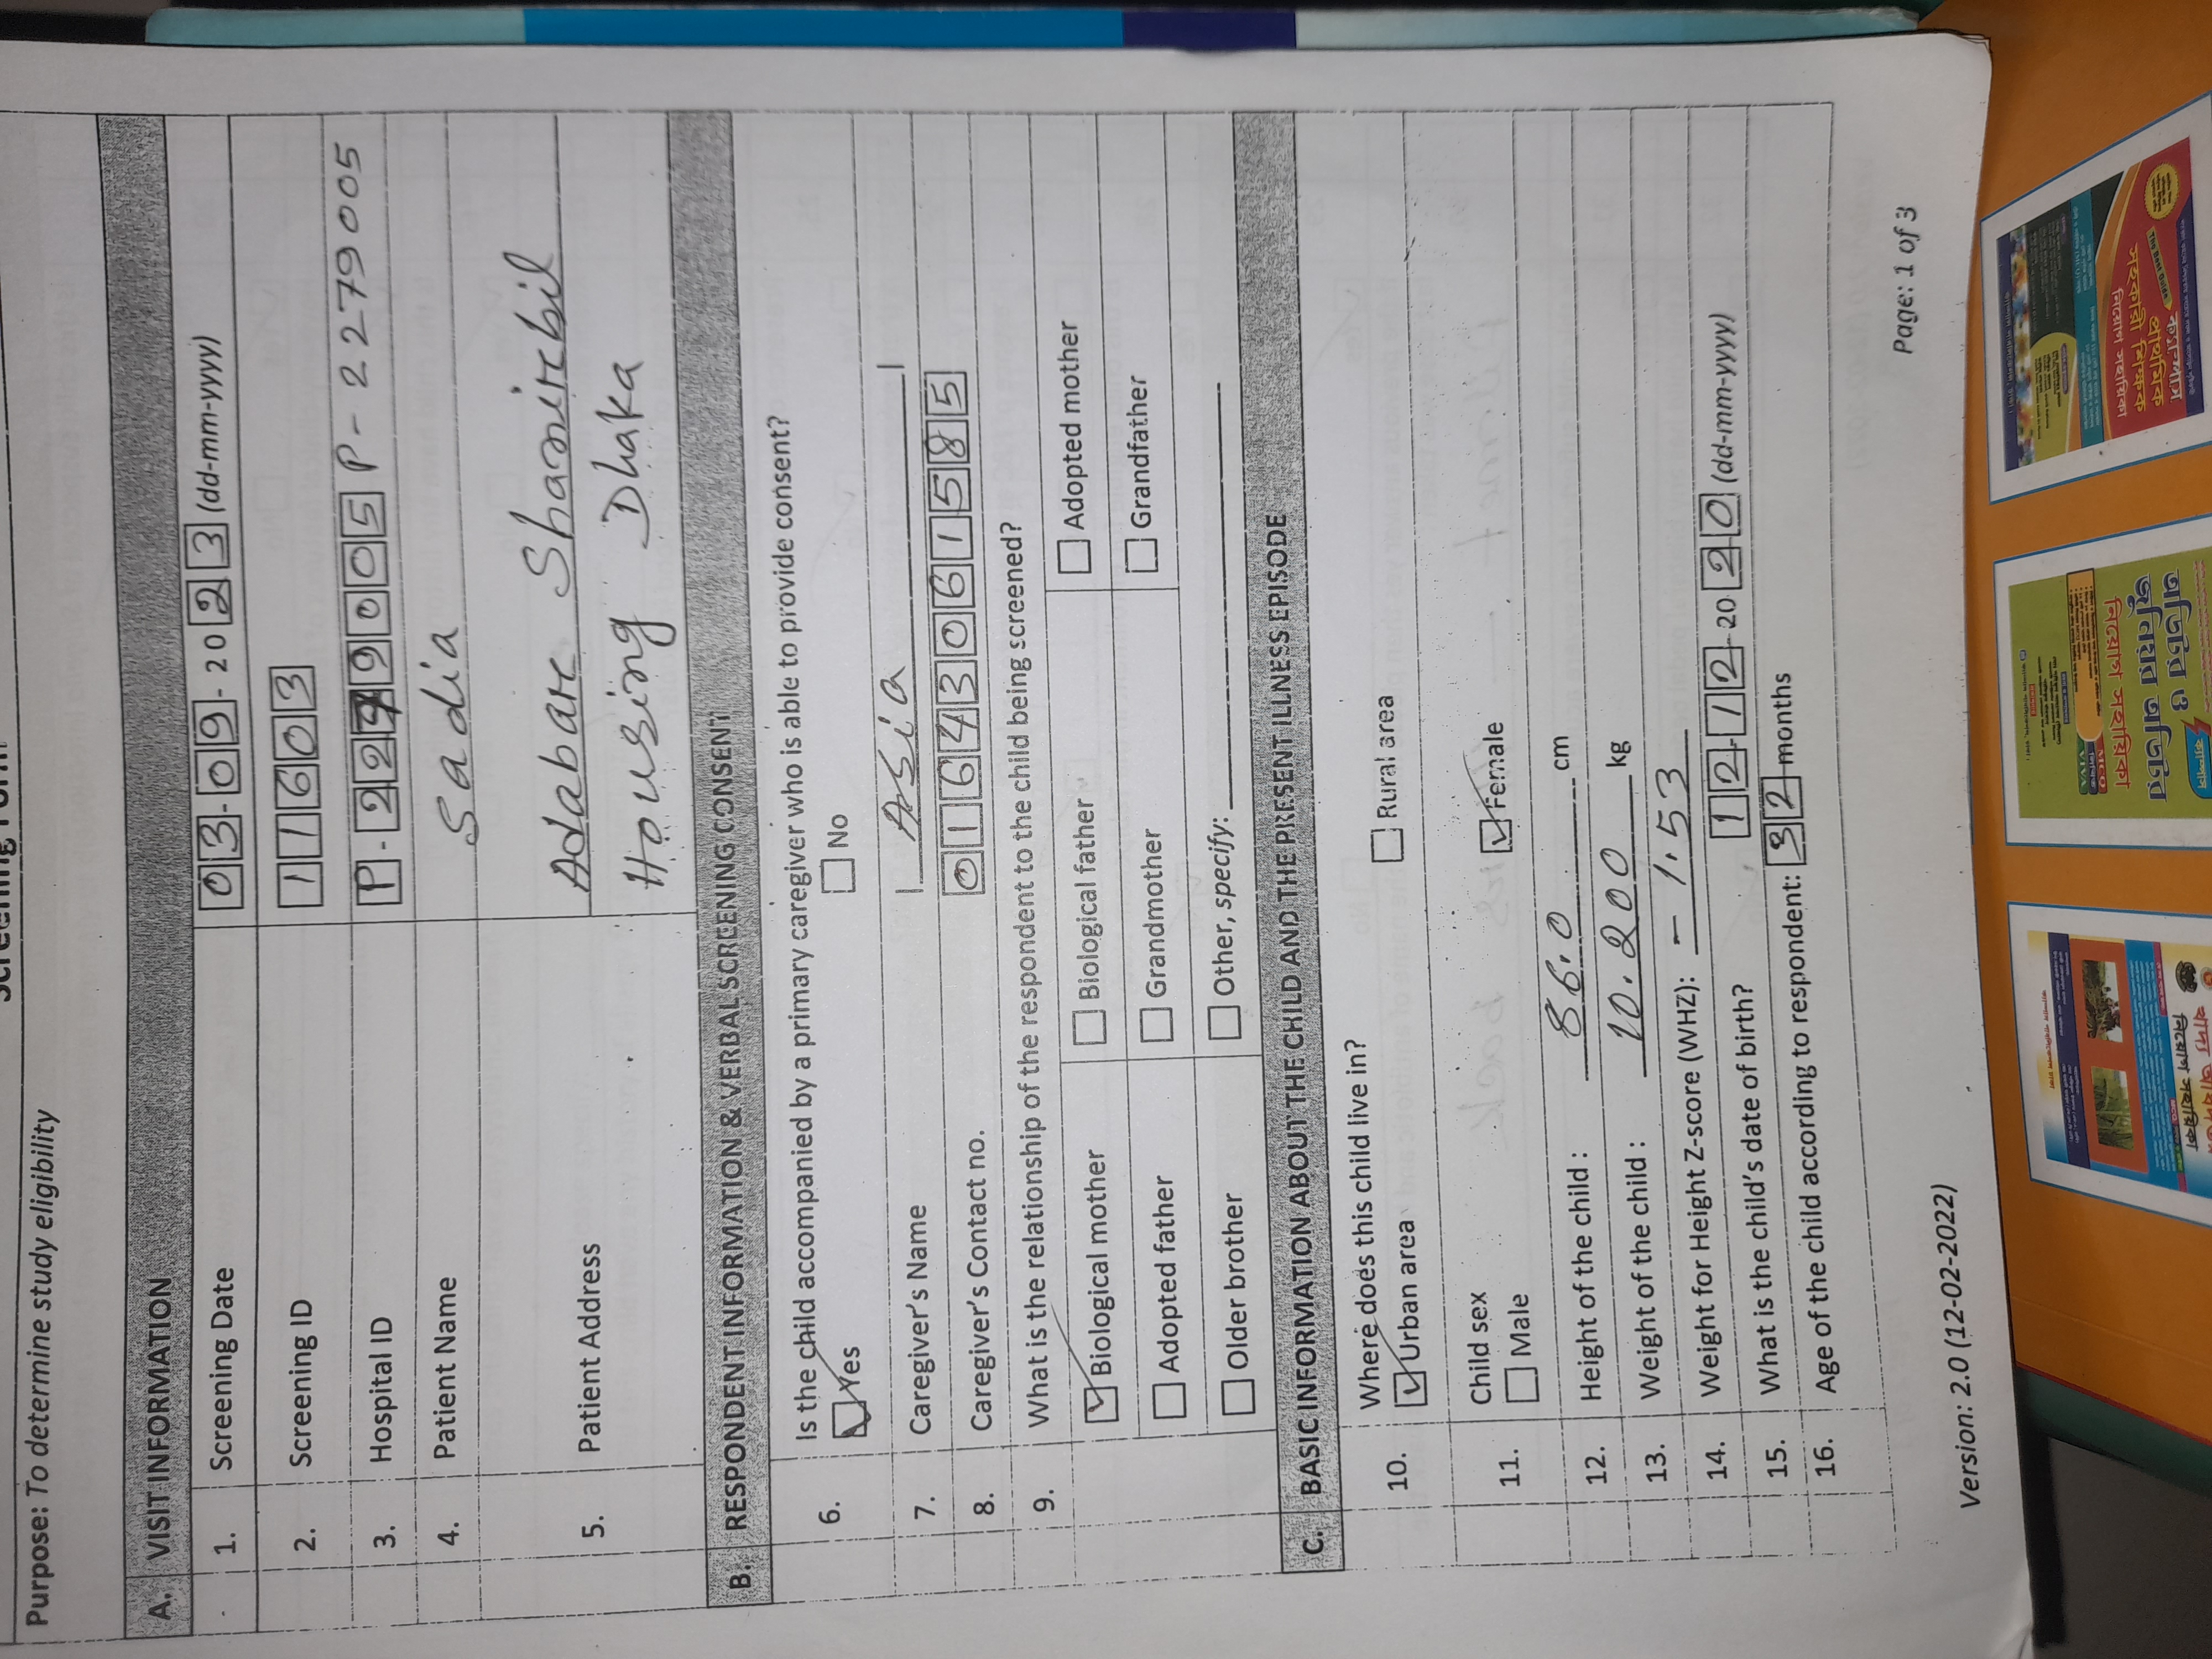 Screening Form
Purpose: To determine study eligibility
A. VISIT INFORMATION
1. Screening Date 03-09-2023 (dd-mm-yyyy)
2. Screening ID 11603
3. Hospital ID P-2279005 P-2279005
4. Patient Name Sadia
5. Patient Address Adabarc Shamircbil
Housing Dhaka
B. RESPONDENT INFORMATION & VERBAL SCREENING CONSENT
6. Is the child accompanied by a primary caregiver who is able to provide consent?
Yes No
7. Caregiver's Name Asia
8. Caregiver's Contact no. 01643061585
9. What is the relationship of the respondent to the child being screened?
Biological mother Biological father Adopted mother
Adopted father Grandmother Grandfather
Older brother Other, specify:
C. BASIC INFORMATION ABOUT THE CHILD AND THE PRESENT ILLNESS EPISODE
10. Where does this child live in?
Urban area Rural area
11. Child sex
Male Female
12. Height of the child : 86.0 cm
13. Weight of the child : 10.200 kg
14. Weight for Height Z-score (WHZ): - 1.53
15. What is the child's date of birth? 12-12-2020 (dd-mm-yyyy)
16. Age of the child according to respondent: 32 months
Page: 1 of 3
Version: 2.0 (12-02-2022)